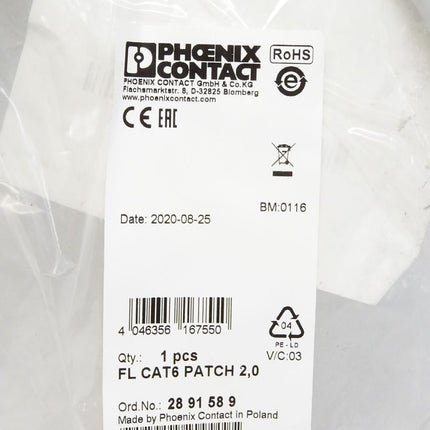 PHŒNIX
CONTACT
RoHS
e
PHOENIX CONTACT GmbH & Co.KG
Flachsmarktstr. 8, D-32825 Blomberg
www.phoenixcontact.com
CE EAC
BM:0116
Date: 2020-08-25
4 046356 167550
04
PE-LD
Qty.: 1 pcs
V/C:03
FL CAT6 PATCH 2,0
Ord.No.: 28 91 58 9
Made by Phoenix Contact in Poland